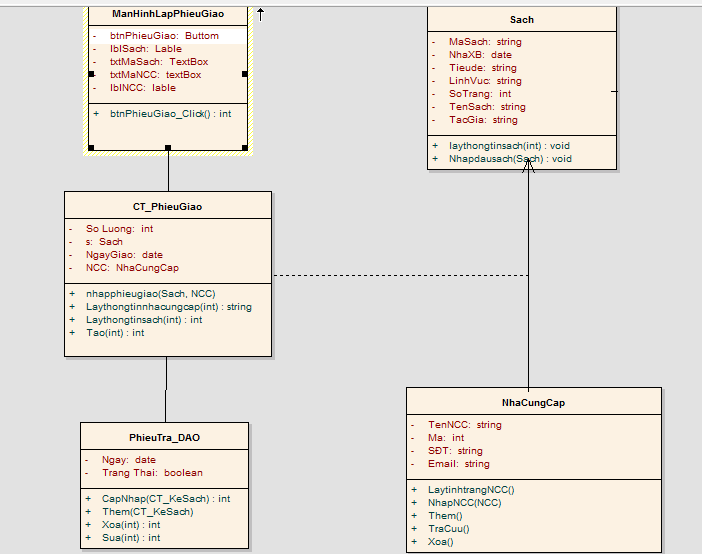 ManHinhLapPhieuGiao
- btnPhieuGiao: Buttom
- lblSach: Lable
- txtMaSach: TextBox
- txtMaNCC: textBox
- lblNCC: lable
+ btnPhieuGiao_Click() : int
Sach
- MaSach: string
- NhaXB: date
- Tieude: string
- LinhVuc: string
- SoTrang: int
- TenSach: string
- TacGia: string
+ laythongtinsach(int) : void
+ Nhapdausach(Sach) : void
CT_PhieuGiao
- So Luong: int
- s: Sach
- NgayGiao: date
- NCC: NhaCungCap
+ nhapphieugiao(Sach, NCC)
+ Laythongtinnhacungcap(int) : string
+ Laythongtinsach(int) : int
+ Tao(int) : int
PhieuTra_DAO
- Ngay: date
- Trang Thai: boolean
+ CapNhap(CT_KeSach) : int
+ Them(CT_KeSach)
+ Xoa(int) : int
+ Sua(int) : int
NhaCungCap
- TenNCC: string
- Ma: int
- SĐT: string
- Email: string
+ LaytinhtrangNCC()
+ NhapNCC(NCC)
+ Them()
+ TraCuu()
+ Xoa()